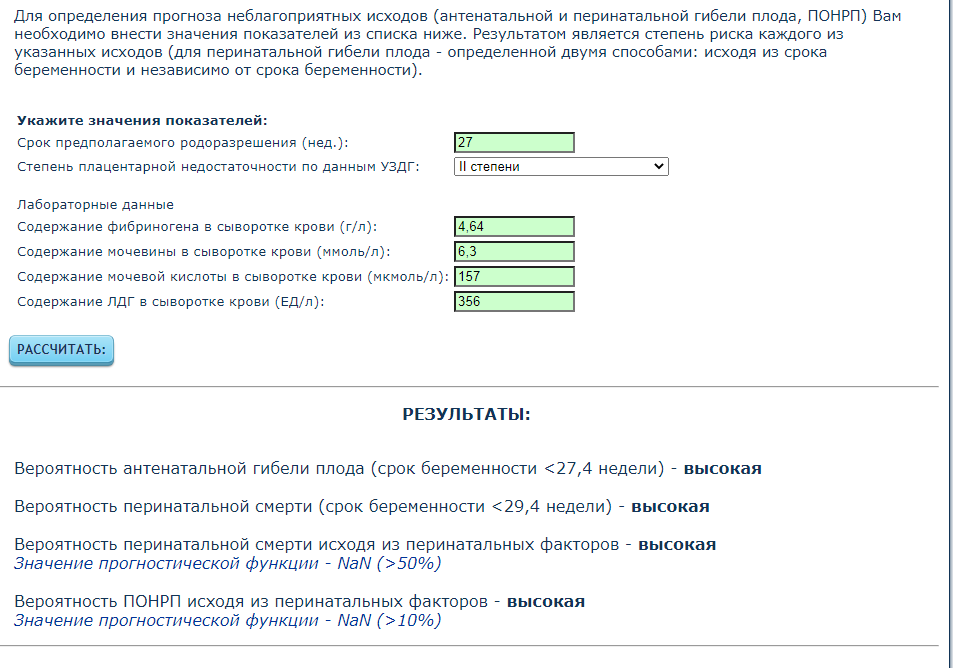 Для определения прогноза неблагоприятных исходов (антенатальной и перинатальной гибели плода, ПОНРП) Вам
необходимо внести значения показателей из списка ниже. Результатом является степень риска каждого из
указанных исходов (для перинатальной гибели плода - определенной двумя способами: исходя из срока
беременности и независимо от срока беременности).
Укажите значения показателей:
Срок предполагаемого родоразрешения (нед.): 27
Степень плацентарной недостаточности по данным УЗДГ: II степени
Лабораторные данные
Содержание фибриногена в сыворотке крови (г/л): 4,64
Содержание мочевины в сыворотке крови (ммоль/л): 6,3
Содержание мочевой кислоты в сыворотке крови (мкмоль/л): 157
Содержание ЛДГ в сыворотке крови (ЕД/л): 356
РАССЧИТАТЬ:
РЕЗУЛЬТАТЫ:
Вероятность антенатальной гибели плода (срок беременности <27,4 недели) - высокая
Вероятность перинатальной смерти (срок беременности <29,4 недели) - высокая
Вероятность перинатальной смерти исходя из перинатальных факторов - высокая
Значение прогностической функции - NaN (>50%)
Вероятность ПОНРП исходя из перинатальных факторов - высокая
Значение прогностической функции - NaN (>10%)